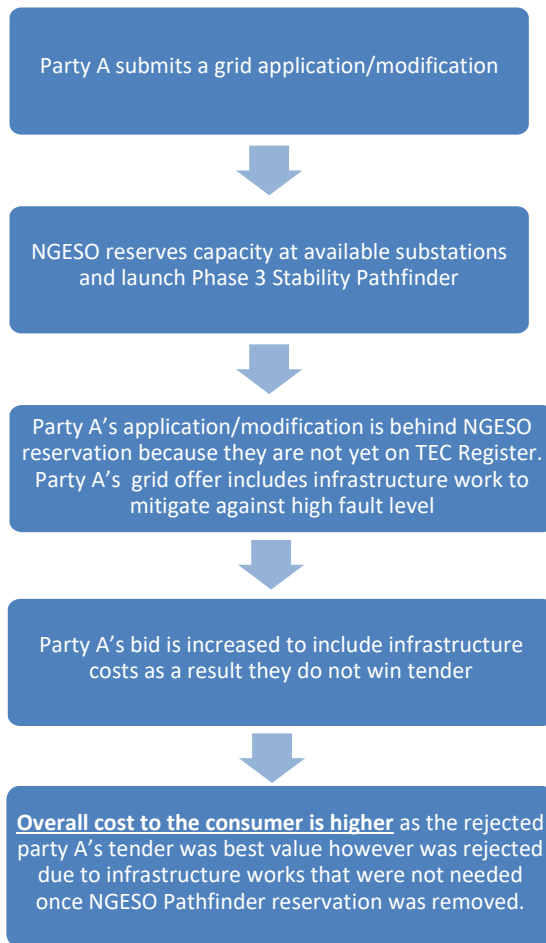 Party A submits a grid application/modification
NGESO reserves capacity at available substations
and launch Phase 3 Stability Pathfinder
Party A's application/modification is behind NGESO
reservation because they are not yet on TEC Register.
Party A's  grid offer includes infrastructure work to
mitigate against high fault level
Party A's bid is increased to include infrastructure
costs as a result they do not win tender
Overall cost to the consumer is higher as the rejected
party A's tender was best value however was rejected
due to infrastructure works that were not needed
once NGESO Pathfinder reservation was removed.